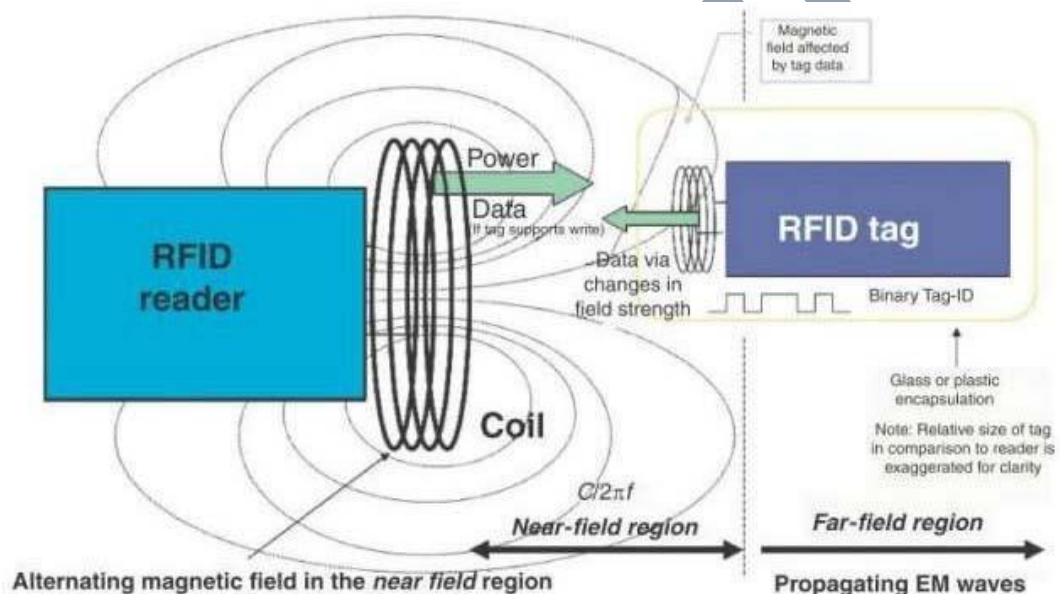 Magnetic
field affected
by tag data
Power
Data
(If tag supports write)
RFID
reader
RFID tag
Data via
changes in
field strength
Binary Tag-ID
Glass or plastic
encapsulation
Note: Relative size of tag
in comparison to reader is
exaggerated for clarity
Coil
C/2πf
Near-field region
Far-field region
Alternating magnetic field in the near field region
Propagating EM waves